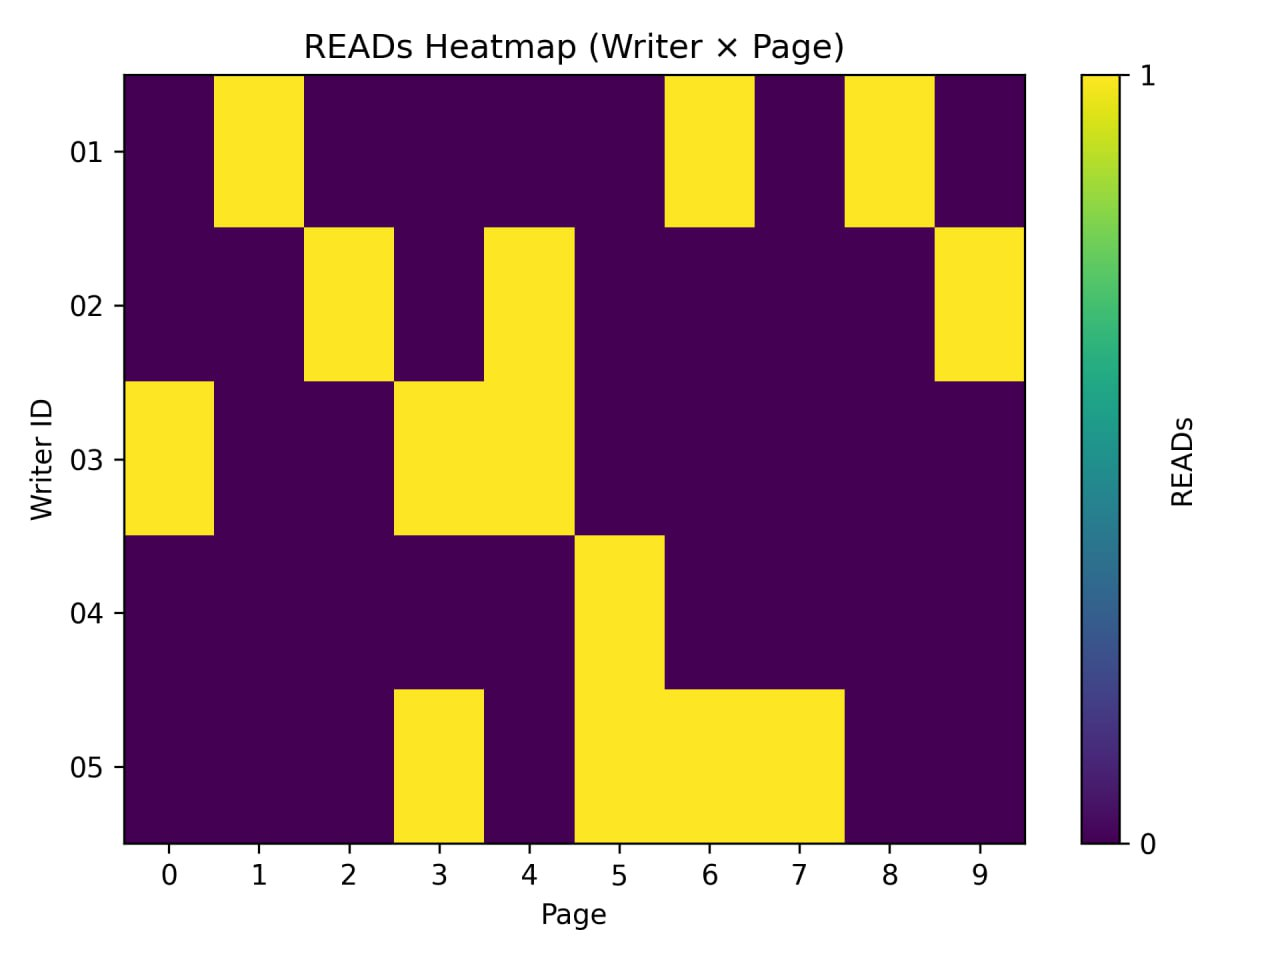 READs Heatmap (Writer × Page)
1
01
02
03
04
05
Writer ID
READs
0
0 1 2 3 4 5 6 7 8 9
Page